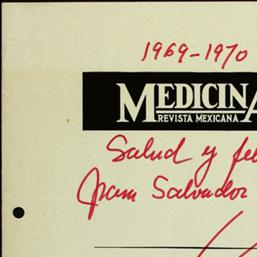 1969-1970
MEDICINA
REVISTA MEXICANA
Salud y fel
para Salvador